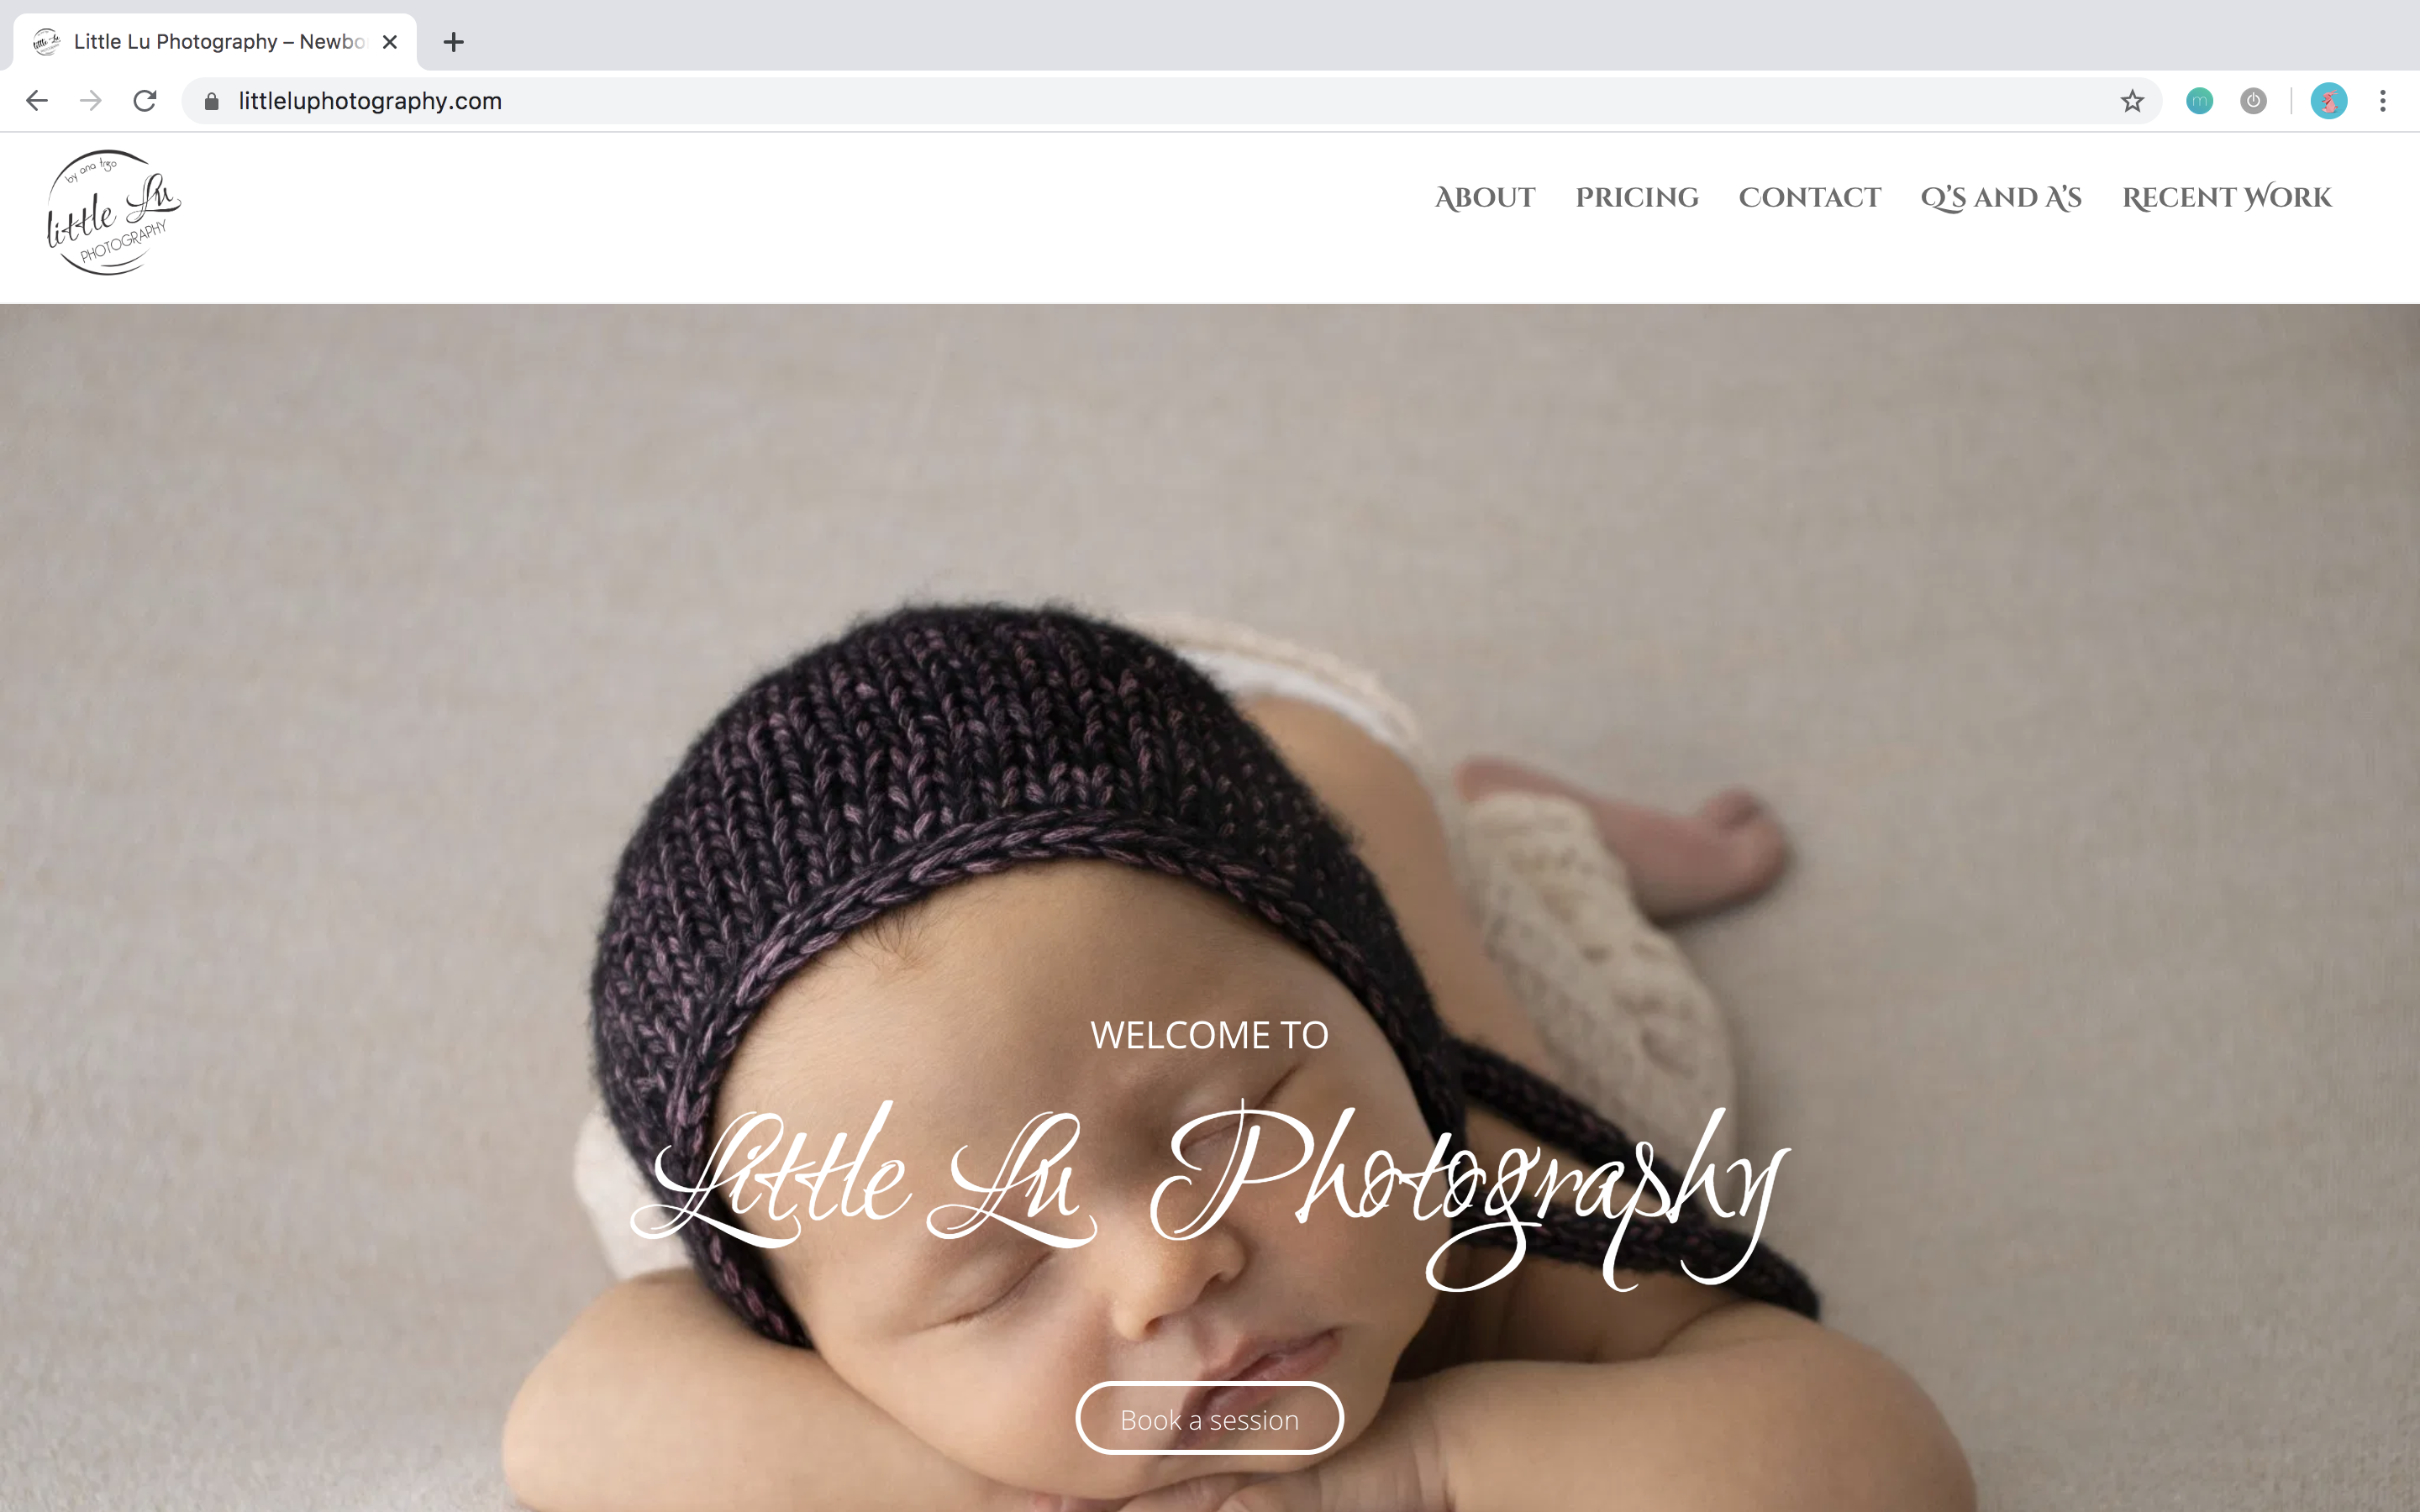 Little Lu Photography – Newbo
littleluphotography.com
by ana trzo
little Lu
PHOTOGRAPHY
ABOUT PRICING CONTACT Q'S AND A'S RECENT WORK
WELCOME TO
Little Lu Photography
Book a session